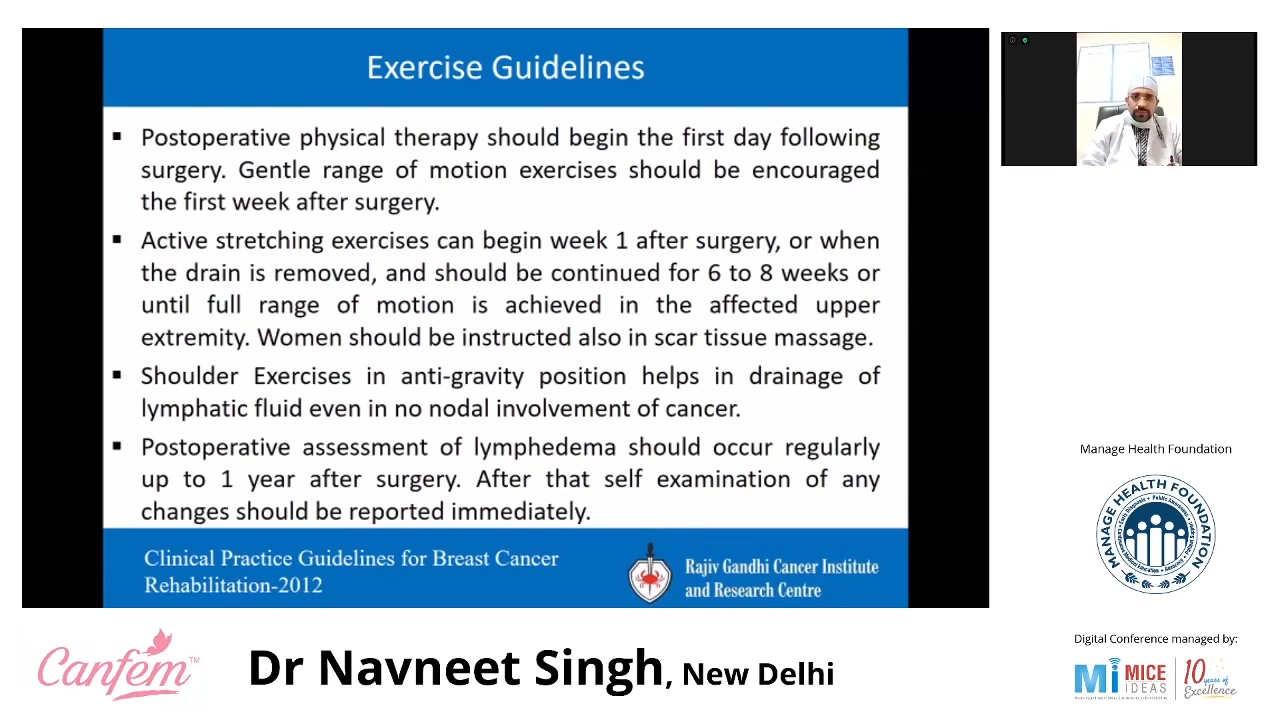 Exercise Guidelines
▪ Postoperative physical therapy should begin the first day following
surgery. Gentle range of motion exercises should be encouraged
the first week after surgery.
▪ Active stretching exercises can begin week 1 after surgery, or when
the drain is removed, and should be continued for 6 to 8 weeks or
until full range of motion is achieved in the affected upper
extremity. Women should be instructed also in scar tissue massage.
▪ Shoulder Exercises in anti-gravity position helps in drainage of
lymphatic fluid even in no nodal involvement of cancer.
▪ Postoperative assessment of lymphedema should occur regularly
up to 1 year after surgery. After that self examination of any
changes should be reported immediately.
Clinical Practice Guidelines for Breast Cancer
Rehabilitation-2012
Rajiv Gandhi Cancer Institute
and Research Centre
Manage Health Foundation
MANAGE HEALTH FOUNDATION
Digital Conference managed by:
Mi MICE
IDEAS
10 years of
Excellence
Canfem™
Dr Navneet Singh, New Delhi